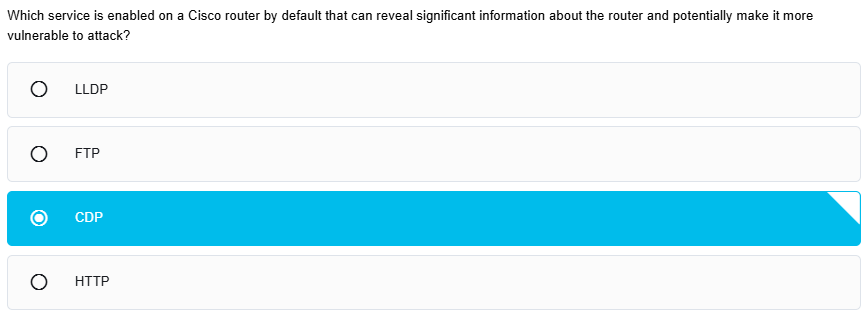 Which service is enabled on a Cisco router by default that can reveal significant information about the router and potentially make it more
vulnerable to attack?
LLDP
FTP
CDP
HTTP